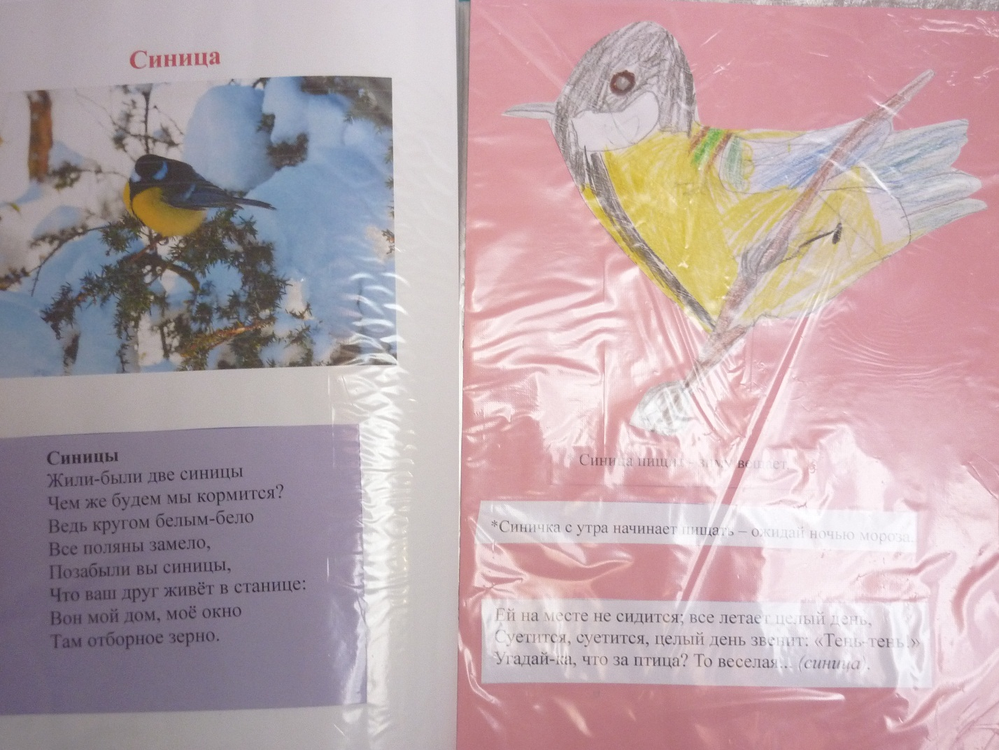 Синица
Синицы
Жили-были две синицы
Чем же будем мы кормится?
Ведь кругом белым-бело
Все поляны замело,
Позабыли вы синицы,
Что ваш друг живёт в станице:
Вон мой дом, моё окно
Там отборное зерно.
Синица пищит - зиму вещает.
*Синичка с утра начинает пищать – ожидай ночью мороза.
Ей на месте не сидится; все летает целый день,
Суетится, суетится, целый день звенит: «Тень-тень!»
Угадай-ка, что за птица? То веселая... (синица).